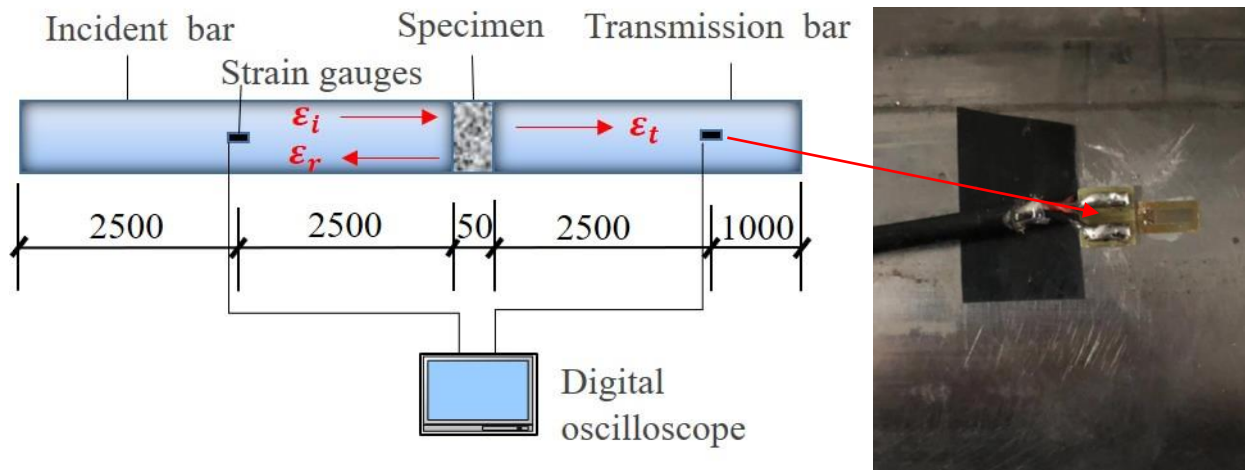 Incident bar
Specimen
Transmission bar
Strain gauges
εi
εt
εr
2500
2500
50
2500
1000
Digital
oscilloscope